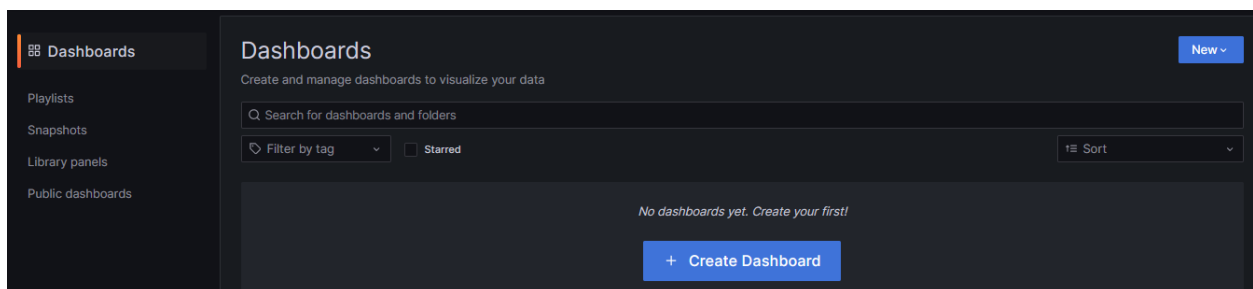 Dashboards
Playlists
Snapshots
Library panels
Public dashboards
Dashboards
New
Create and manage dashboards to visualize your data
Search for dashboards and folders
Filter by tag
Starred
Sort
No dashboards yet. Create your first!
+ Create Dashboard